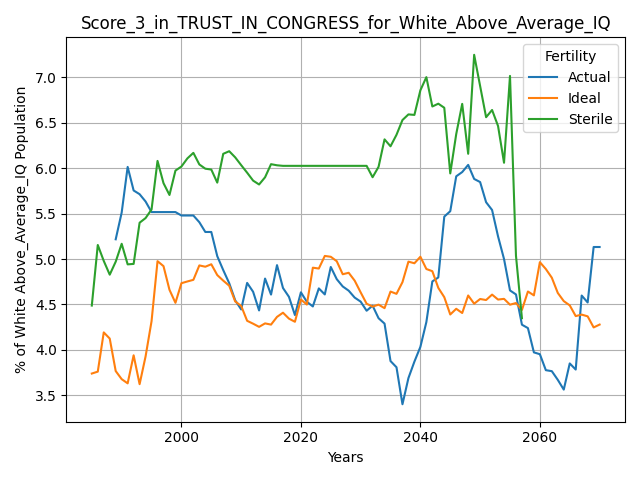 Score_3_in_TRUST_IN_CONGRESS_for_White_Above_Average_IQ
Fertility
Actual
Ideal
Sterile
% of White Above_Average_IQ Population
7.0
6.5
6.0
5.5
5.0
4.5
4.0
3.5
2000 2020 2040 2060
Years